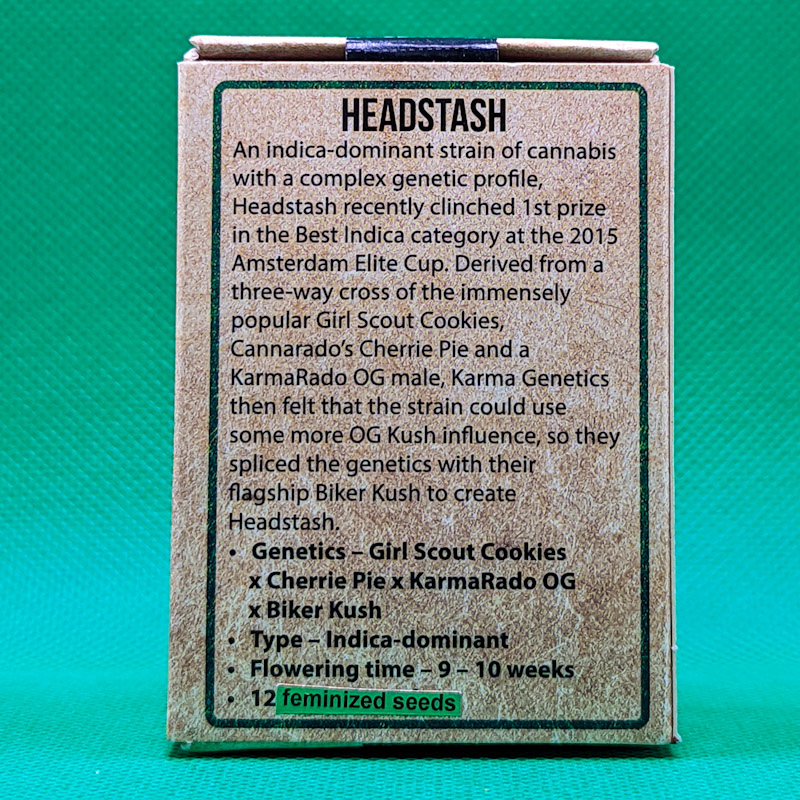 HEADSTASH
An indica-dominant strain of cannabis
with a complex genetic profile,
Headstash recently clinched 1st prize
in the Best Indica category at the 2015
Amsterdam Elite Cup. Derived from a
three-way cross of the immensely
popular Girl Scout Cookies,
Cannarado's Cherrie Pie and a
KarmaRado OG male, Karma Genetics
then felt that the strain could use
some more OG Kush influence, so they
spliced the genetics with their
flagship Biker Kush to create
Headstash.
• Genetics – Girl Scout Cookies
x Cherrie Pie x KarmaRado OG
x Biker Kush
• Type – Indica-dominant
• Flowering time – 9 – 10 weeks
• 12 feminized seeds